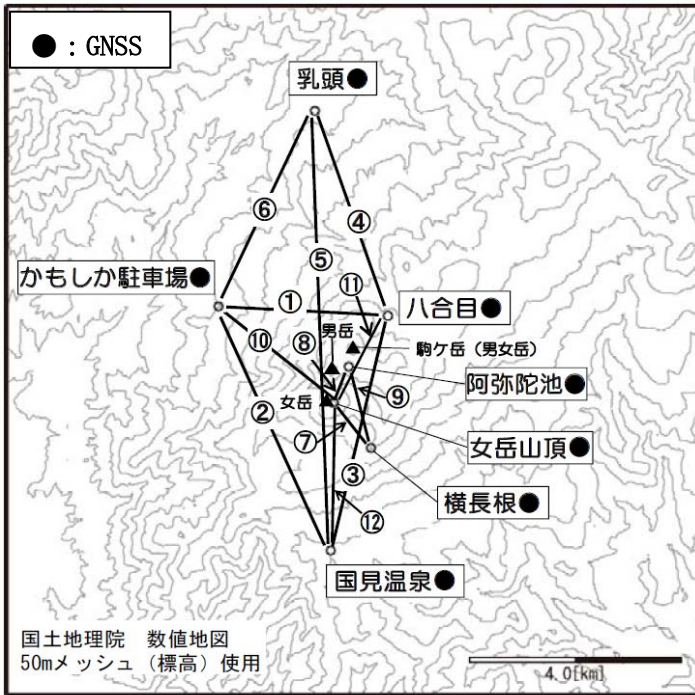 ●：GNSS
乳頭●
⑥
④
⑤
かもしか駐車場●
①
⑪
八合目●
男岳
駒ケ岳（男女岳）
⑩
⑧
阿弥陀池●
女岳
⑨
②
⑦
女岳山頂●
③
横長根●
⑫
国見温泉●
国土地理院　数値地図
50mメッシュ（標高）使用
4.0[km]